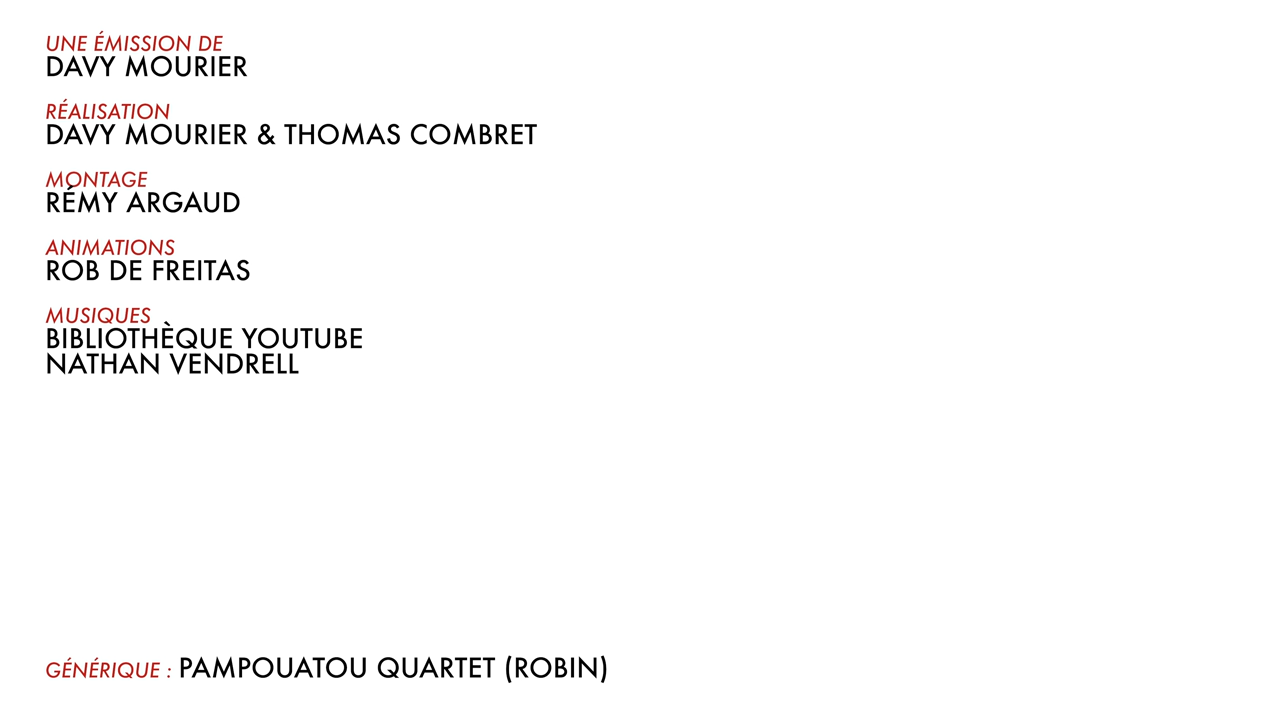 UNE ÉMISSION DE
DAVY MOURIER
RÉALISATION
DAVY MOURIER & THOMAS COMBRET
MONTAGE
RÉMY ARGAUD
ANIMATIONS
ROB DE FREITAS
MUSIQUES
BIBLIOTHÈQUE YOUTUBE
NATHAN VENDRELL
GÉNÉRIQUE : PAMPOUATOU QUARTET (ROBIN)